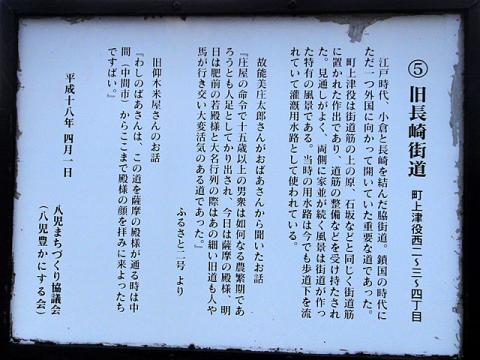 ⑤ 旧長崎街道 町上津役西二〜三〜四丁目
江戸時代、小倉と長崎を結んだ脇街道。鎖国の時代に
ただ一つ外国に向かって開いていた重要な道であった。
町上津役は街道筋の上の原、石坂などと同じく街道筋
に置かれた作出であり、道筋の整備などを受け持たされ
た。見通しがよく、両側に家並が続く風景は街道が作っ
た特有の風景である。当時の用水路は今でも歩道下を流
れていて灌漑用水路として使われている。
故能美庄太郎さんがおばあさんから聞いたお話
『庄屋の命令で十五歳以上の男衆は如何なる農繁期であ
ろうとも人足としてかり出され、今日は薩摩の殿様、明
日は肥前の若殿様と大名行列の際はあの細い旧道も人や
馬が行き交い大変活気のある道であった。』
ふるさと二号 より
旧仰木米屋さんのお話
『わしのばあさんは、この道を薩摩の殿様が通る時は中
間（中間市）からここまで殿様の顔を拝みに来よったち
ですばい。』
平成十八年 四月一日
八児まちづくり協議会
（八児豊かにする会）